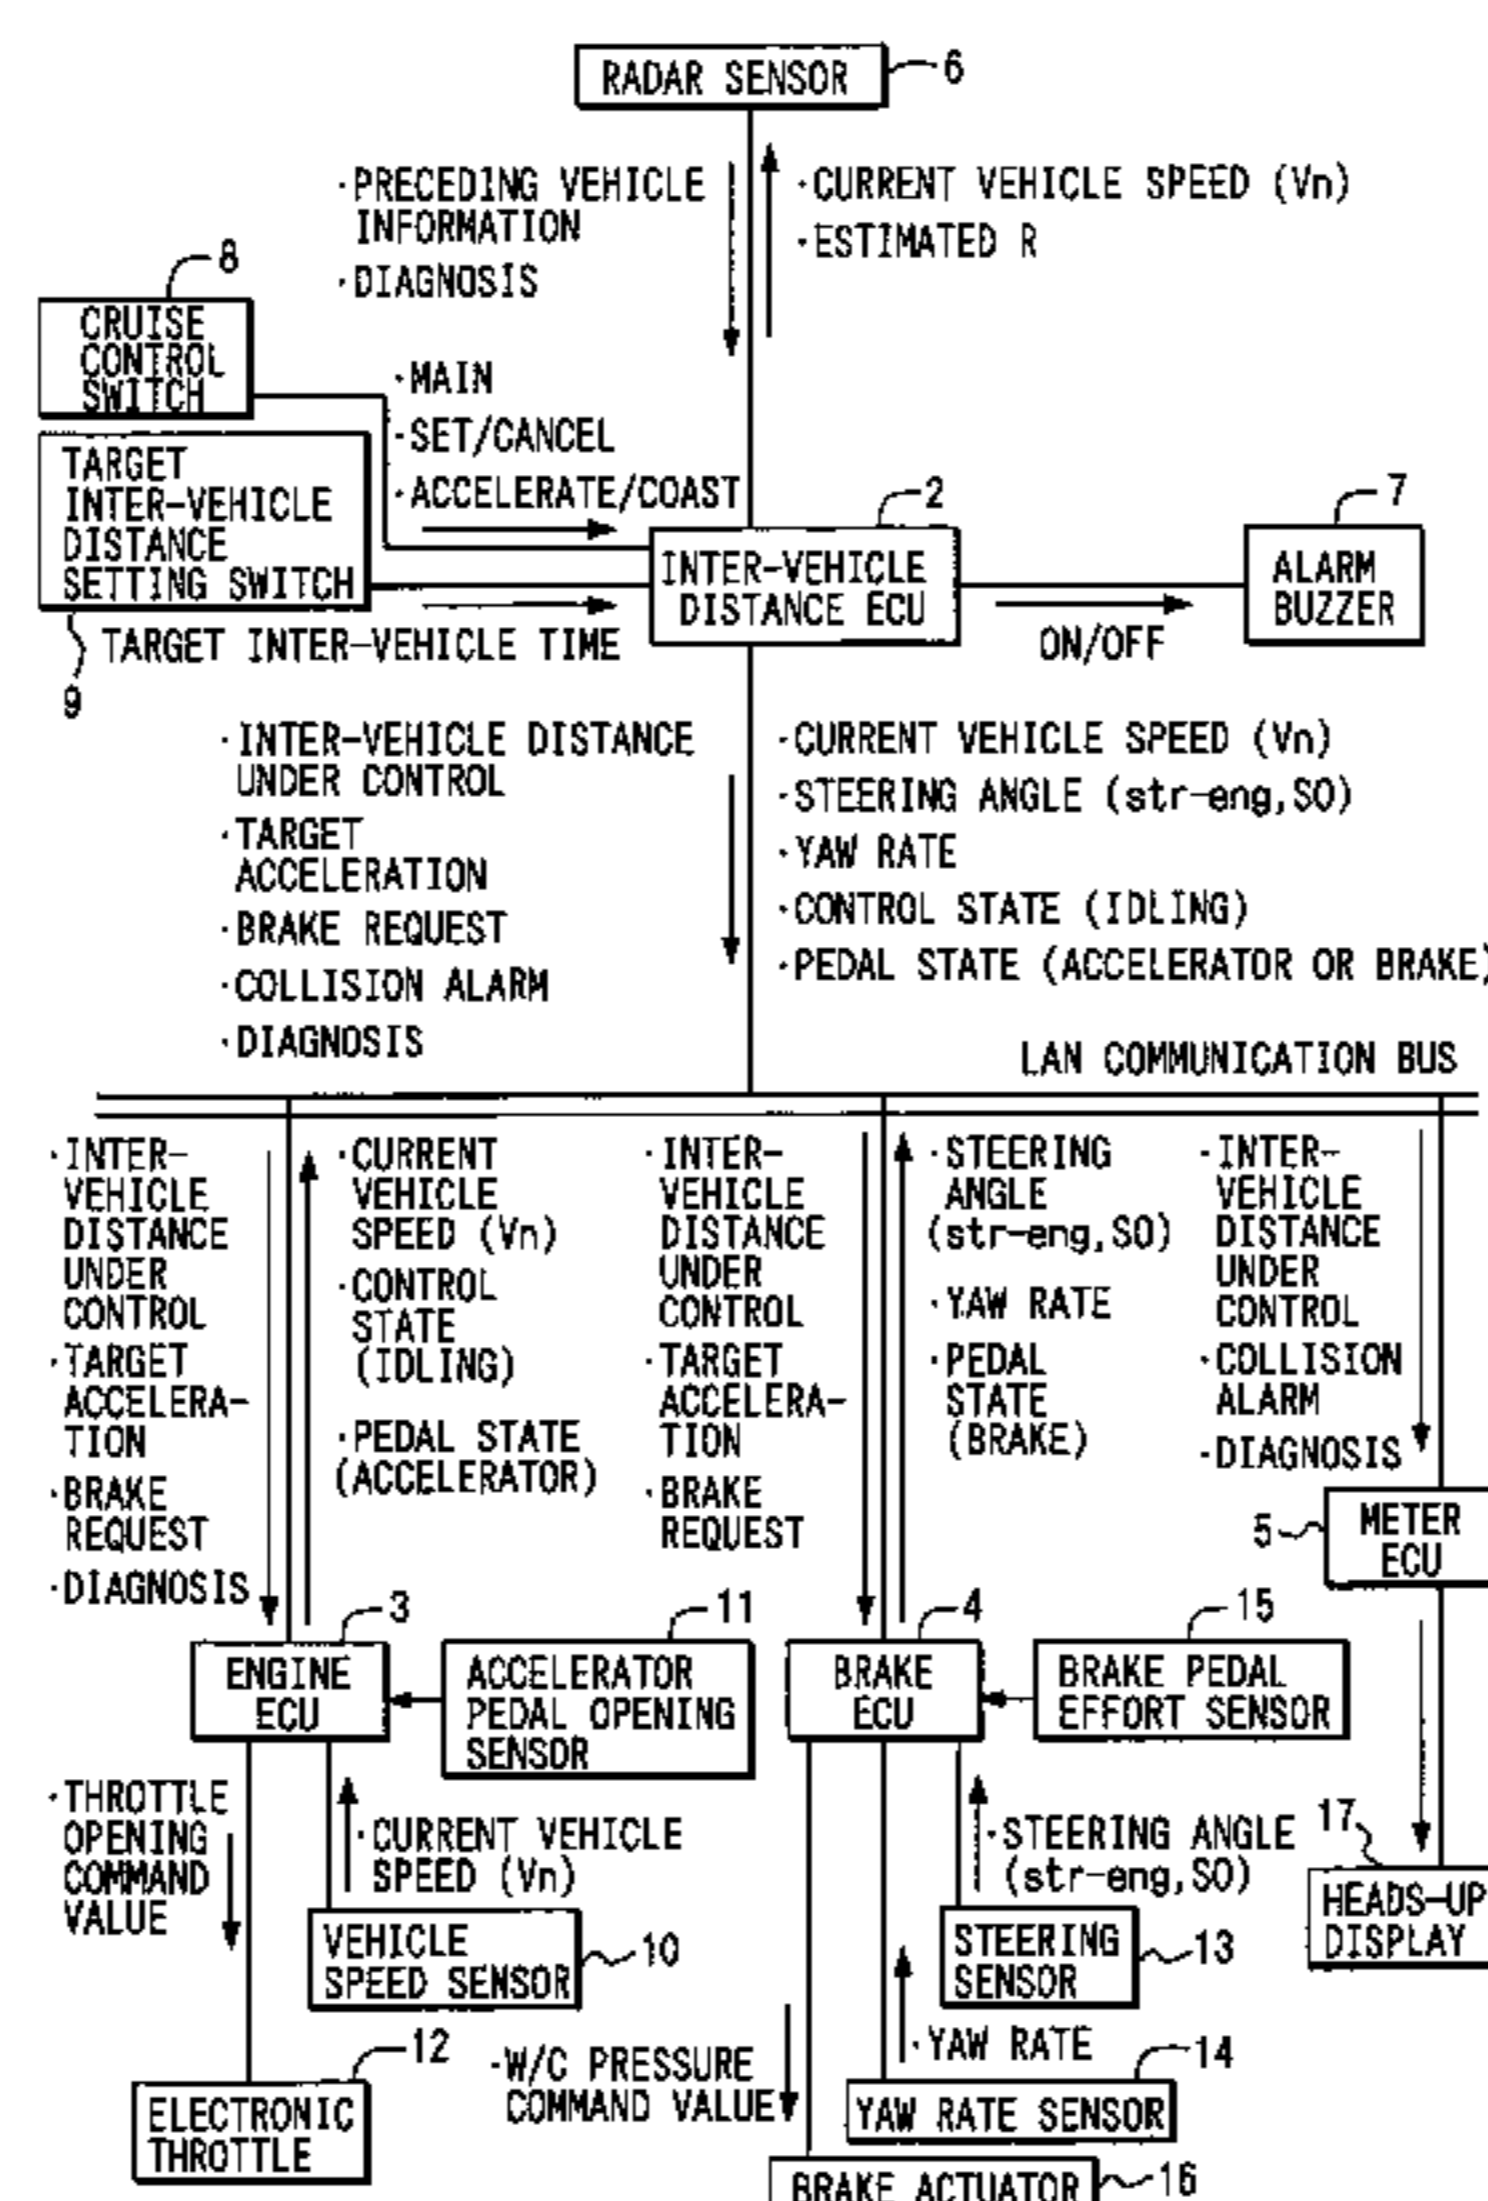 RADAR SENSOR
6
·PRECEDING VEHICLE
INFORMATION
·DIAGNOSIS
·CURRENT VEHICLE SPEED (Vn)
·ESTIMATED R
8
CRUISE
CONTROL
SWITCH
·MAIN
·SET/CANCEL
·ACCELERATE/COAST
TARGET
INTER-VEHICLE
DISTANCE
SETTING SWITCH
9
TARGET INTER-VEHICLE TIME
2
INTER-VEHICLE
DISTANCE ECU
7
ALARM
BUZZER
ON/OFF
·INTER-VEHICLE DISTANCE
UNDER CONTROL
·TARGET
ACCELERATION
·BRAKE REQUEST
·COLLISION ALARM
·DIAGNOSIS
·CURRENT VEHICLE SPEED (Vn)
·STEERING ANGLE (str-eng,SO)
·YAW RATE
·CONTROL STATE (IDLING)
·PEDAL STATE (ACCELERATOR OR BRAKE)
LAN COMMUNICATION BUS
·INTER-
VEHICLE
DISTANCE
UNDER
CONTROL
·TARGET
ACCELERA-
TION
·BRAKE
REQUEST
·DIAGNOSIS
·CURRENT
VEHICLE
SPEED (Vn)
·CONTROL
STATE
(IDLING)
·PEDAL STATE
(ACCELERATOR)
·INTER-
VEHICLE
DISTANCE
UNDER
CONTROL
·TARGET
ACCELERA-
TION
·BRAKE
REQUEST
·STEERING
ANGLE
(str-eng,SO)
·YAW RATE
·PEDAL
STATE
(BRAKE)
·INTER-
VEHICLE
DISTANCE
UNDER
CONTROL
·COLLISION
ALARM
·DIAGNOSIS
5
METER
ECU
3
ENGINE
ECU
11
ACCELERATOR
PEDAL OPENING
SENSOR
4
BRAKE
ECU
15
BRAKE PEDAL
EFFORT SENSOR
·THROTTLE
OPENING
COMMAND
VALUE
·CURRENT VEHICLE
SPEED (Vn)
VEHICLE
SPEED SENSOR
10
·STEERING ANGLE
(str-eng,SO)
STEERING
SENSOR
13
17
HEADS-UP
DISPLAY
12
ELECTRONIC
THROTTLE
·W/C PRESSURE
COMMAND VALUE
·YAW RATE
14
YAW RATE SENSOR
BRAKE ACTUATOR
16